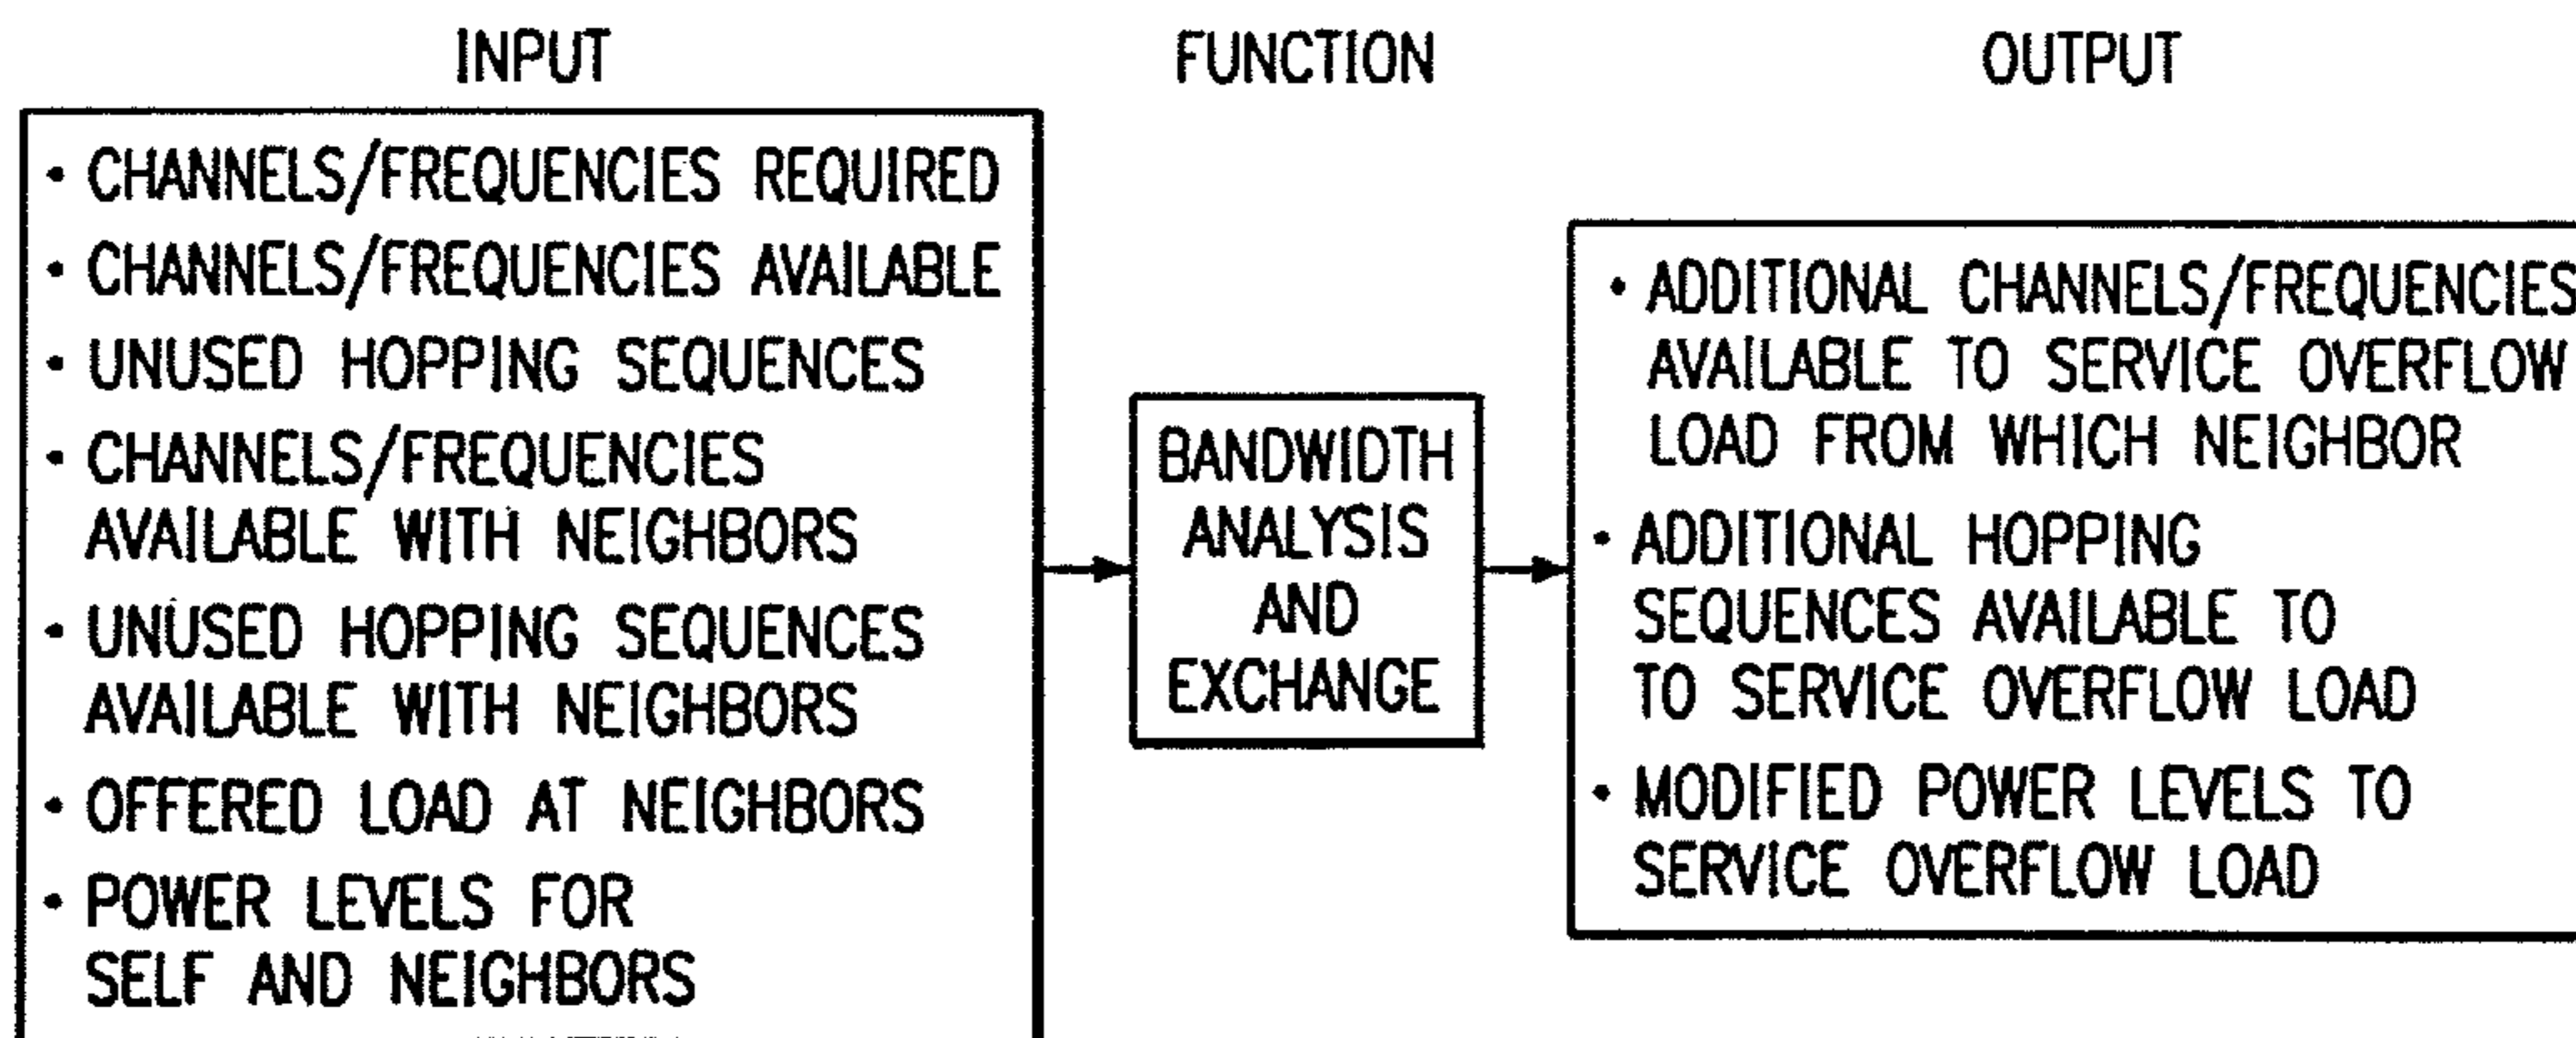 INPUT
FUNCTION
OUTPUT
• CHANNELS/FREQUENCIES REQUIRED
• CHANNELS/FREQUENCIES AVAILABLE
• UNUSED HOPPING SEQUENCES
• CHANNELS/FREQUENCIES
AVAILABLE WITH NEIGHBORS
• UNUSED HOPPING SEQUENCES
AVAILABLE WITH NEIGHBORS
• OFFERED LOAD AT NEIGHBORS
• POWER LEVELS FOR
SELF AND NEIGHBORS
BANDWIDTH
ANALYSIS
AND
EXCHANGE
• ADDITIONAL CHANNELS/FREQUENCIES
AVAILABLE TO SERVICE OVERFLOW
LOAD FROM WHICH NEIGHBOR
• ADDITIONAL HOPPING
SEQUENCES AVAILABLE TO
TO SERVICE OVERFLOW LOAD
• MODIFIED POWER LEVELS TO
SERVICE OVERFLOW LOAD